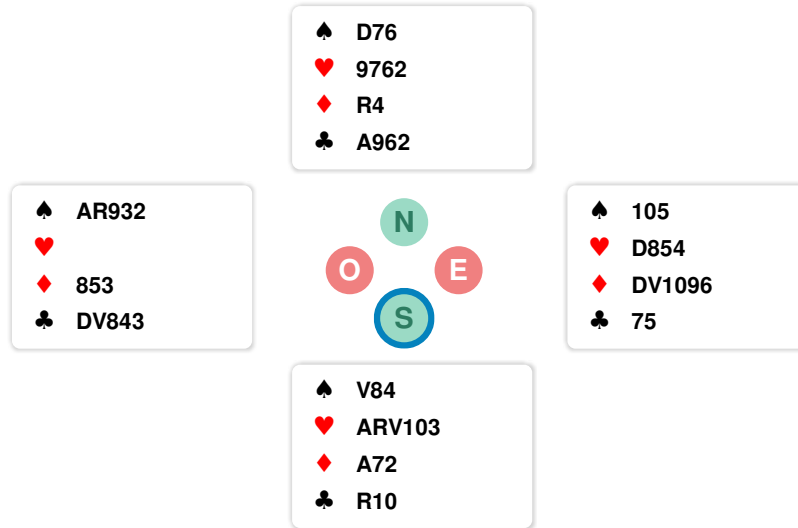 ♠ D76
♥ 9762
♦ R4
♣ A962
♠ AR932
♥
♦ 853
♣ DV843
N
O E
S
♠ 105
♥ D854
♦ DV1096
♣ 75
♠ V84
♥ ARV103
♦ A72
♣ R10